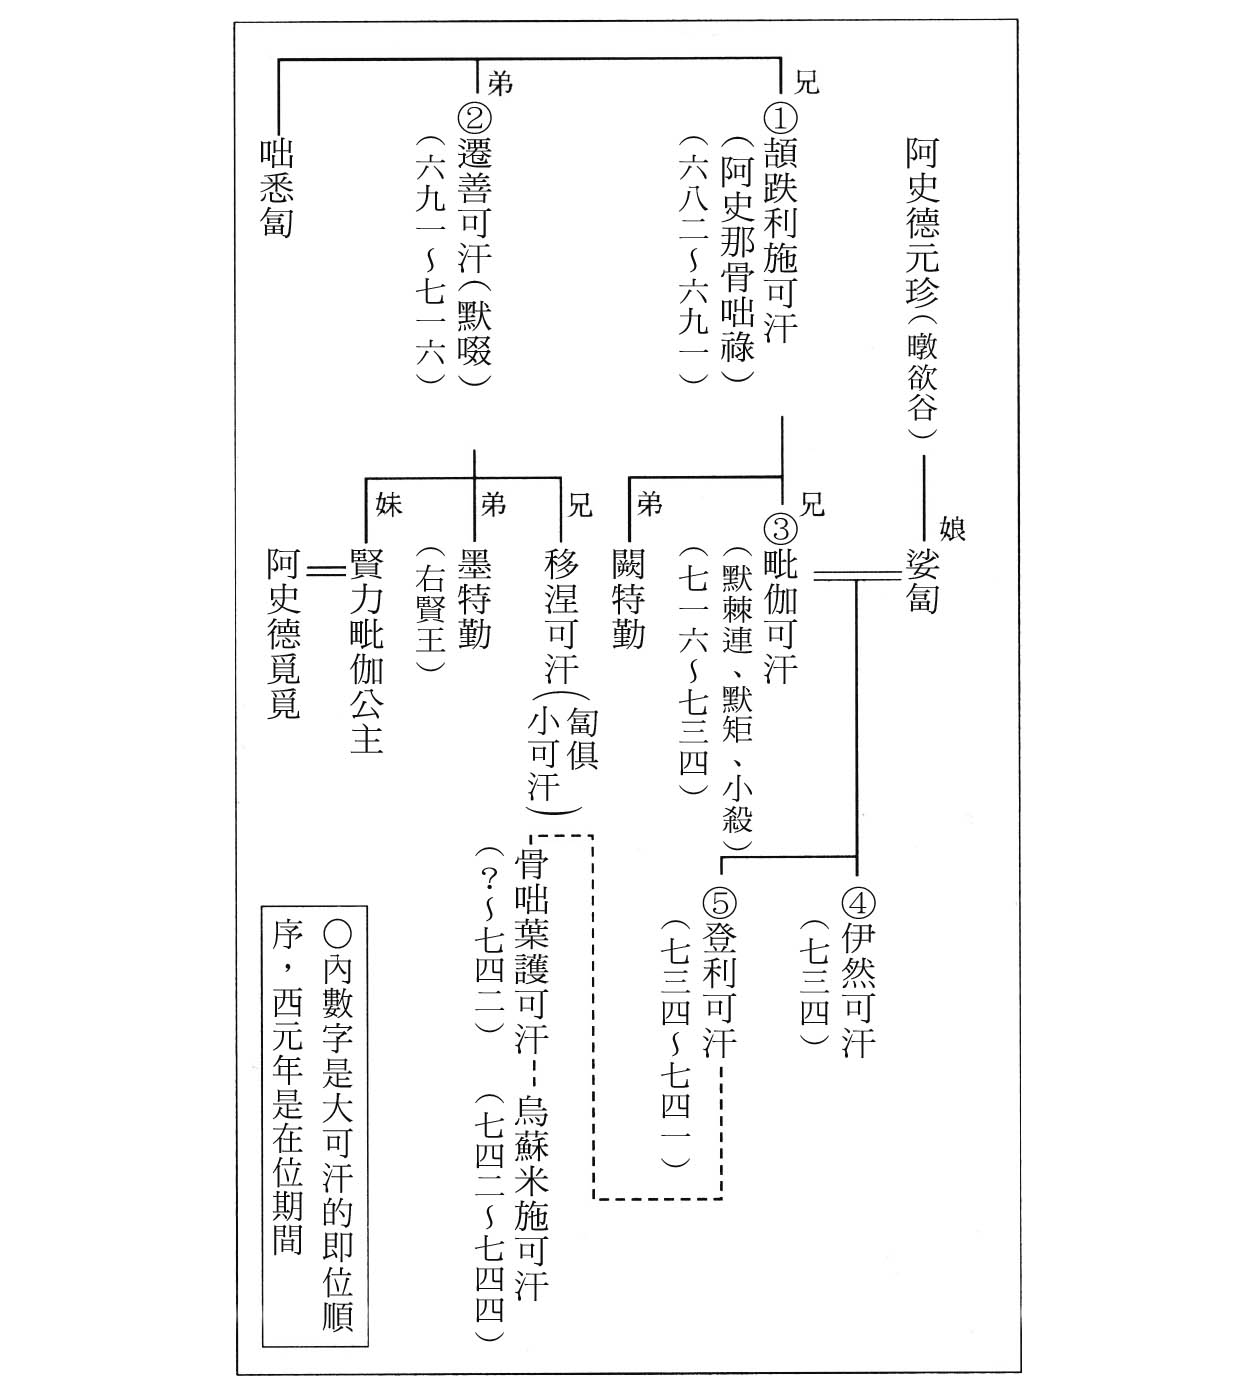 阿史德元珍(暾欲谷)
娘
娑匐
兄
①頡跌利施可汗
(阿史那骨咄祿)
(六八二~六九一)
弟
②遷善可汗(默啜)
(六九一~七一六)
咄悉匐
兄
③毗伽可汗
(默棘連、默矩、小殺)
(七一六~七三四)
弟
闕特勤
兄
移涅可汗(匐俱
小可汗)
弟
墨特勤
(右賢王)
妹
賢力毗伽公主
阿史德覓覓
④伊然可汗
(七三四)
⑤登利可汗
(七三四~七四一)
骨咄葉護可汗
(?~七四二)
烏蘇米施可汗
(七四二~七四四)
○內數字是大可汗的即位順
序,西元年是在位期間